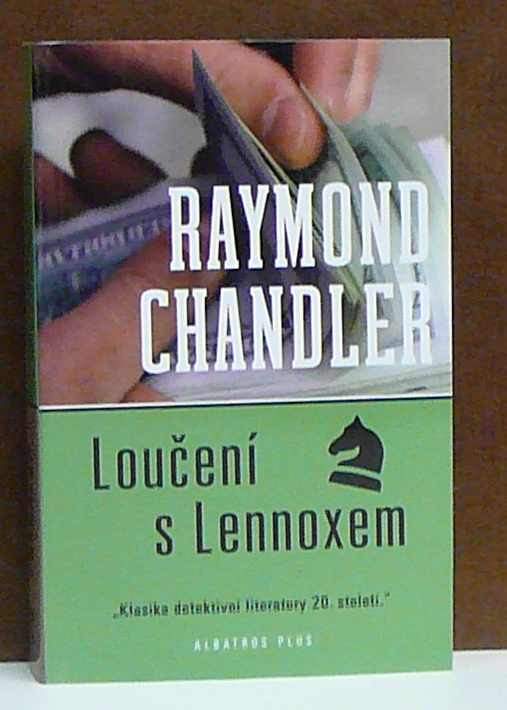 RAYMOND
CHANDLER
Loučení
s Lennoxem
„Klasika detektivní literatury 20. století.“
ALBATROS PLUS